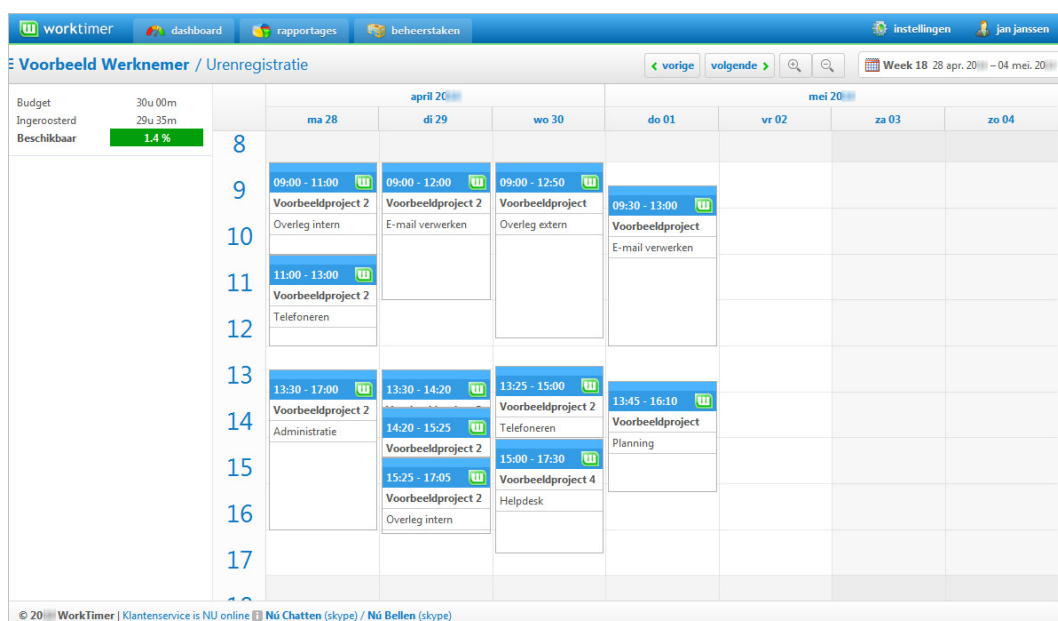 worktimer dashboard rapportages beheerstaken instellingen jan janssen
Voorbeeld Werknemer / Urenregistratie vorige volgende Week 18 28 apr. 20 – 04 mei. 20
Budget 30u 00m
Ingeroosterd 29u 35m
Beschikbaar 1.4 %
april 20 mei 20
ma 28 di 29 wo 30 do 01 vr 02 za 03 zo 04
8
9
10
11
12
13
14
15
16
17
09:00 - 11:00
Voorbeeldproject 2
Overleg intern
11:00 - 13:00
Voorbeeldproject 2
Telefoneren
13:30 - 17:00
Voorbeeldproject 2
Administratie
09:00 - 12:00
Voorbeeldproject 2
E-mail verwerken
13:30 - 14:20
14:20 - 15:25
Voorbeeldproject 2
15:25 - 17:05
Voorbeeldproject 2
Overleg intern
09:00 - 12:50
Voorbeeldproject
Overleg extern
13:25 - 15:00
Voorbeeldproject 2
Telefoneren
15:00 - 17:30
Voorbeeldproject 4
Helpdesk
09:30 - 13:00
Voorbeeldproject
E-mail verwerken
13:45 - 16:10
Voorbeeldproject
Planning
© 20 WorkTimer | Klantenservice is NU online Nú Chatten (skype) / Nú Bellen (skype)